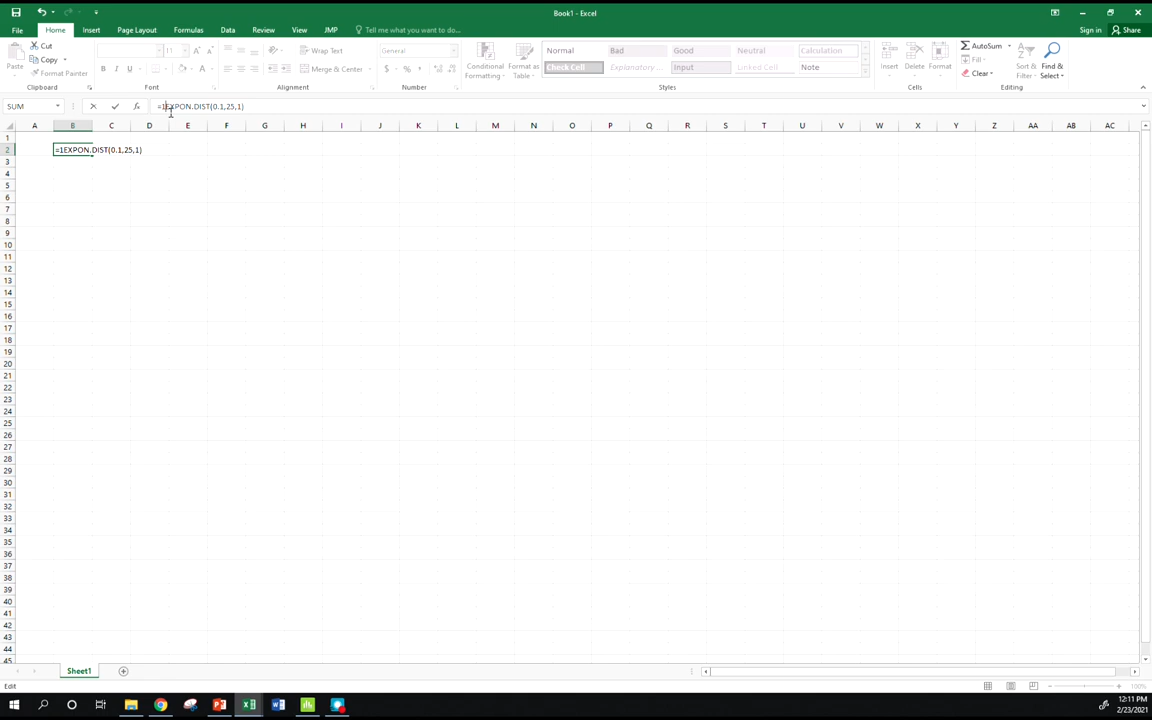 Book1 - Excel
File Home Insert Page Layout Formulas Data Review View JMP Tell me what you want to do... Sign in Share
Paste Cut Copy Format Painter
11 A A
B I U A
Wrap Text
Merge & Center
General
$ % ,
Conditional Formatting Format as Table
Normal Bad Good Neutral Calculation
Check Cell Explanatory ... Input Linked Cell Note
Insert Delete Format
AutoSum Fill Clear
Sort & Filter Find & Select
Clipboard Font Alignment Number Styles Cells Editing
SUM fx =1EXPON.DIST(0.1,25,1)
A B C D E F G H I J K L M N O P Q R S T U V W X Y Z AA AB AC
1
2 =1EXPON.DIST(0.1,25,1)
3
4
5
6
7
8
9
10
11
12
13
14
15
16
17
18
19
20
21
22
23
24
25
26
27
28
29
30
31
32
33
34
35
36
37
38
39
40
41
42
43
44
45
Sheet1
Edit 100%
12:11 PM
2/23/2021